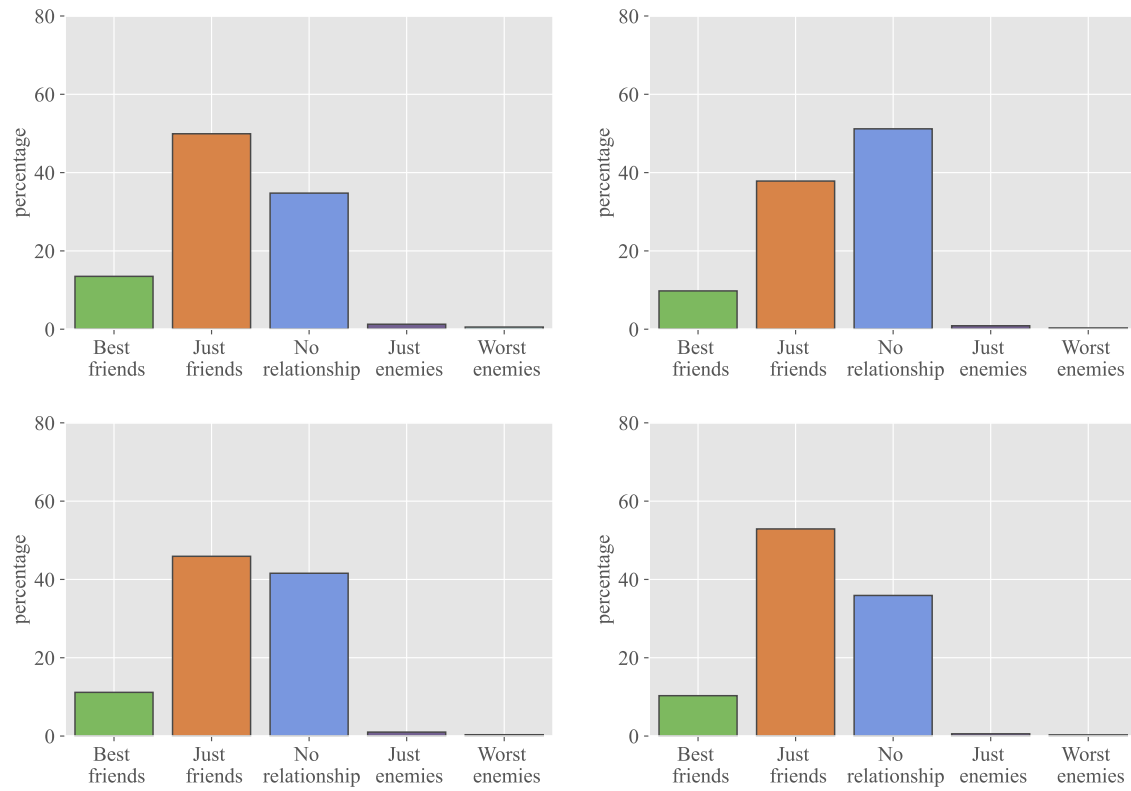 80
60
40
20
0
percentage
Best friends
Just friends
No relationship
Just enemies
Worst enemies
80
60
40
20
0
percentage
Best friends
Just friends
No relationship
Just enemies
Worst enemies
80
60
40
20
0
percentage
Best friends
Just friends
No relationship
Just enemies
Worst enemies
80
60
40
20
0
percentage
Best friends
Just friends
No relationship
Just enemies
Worst enemies